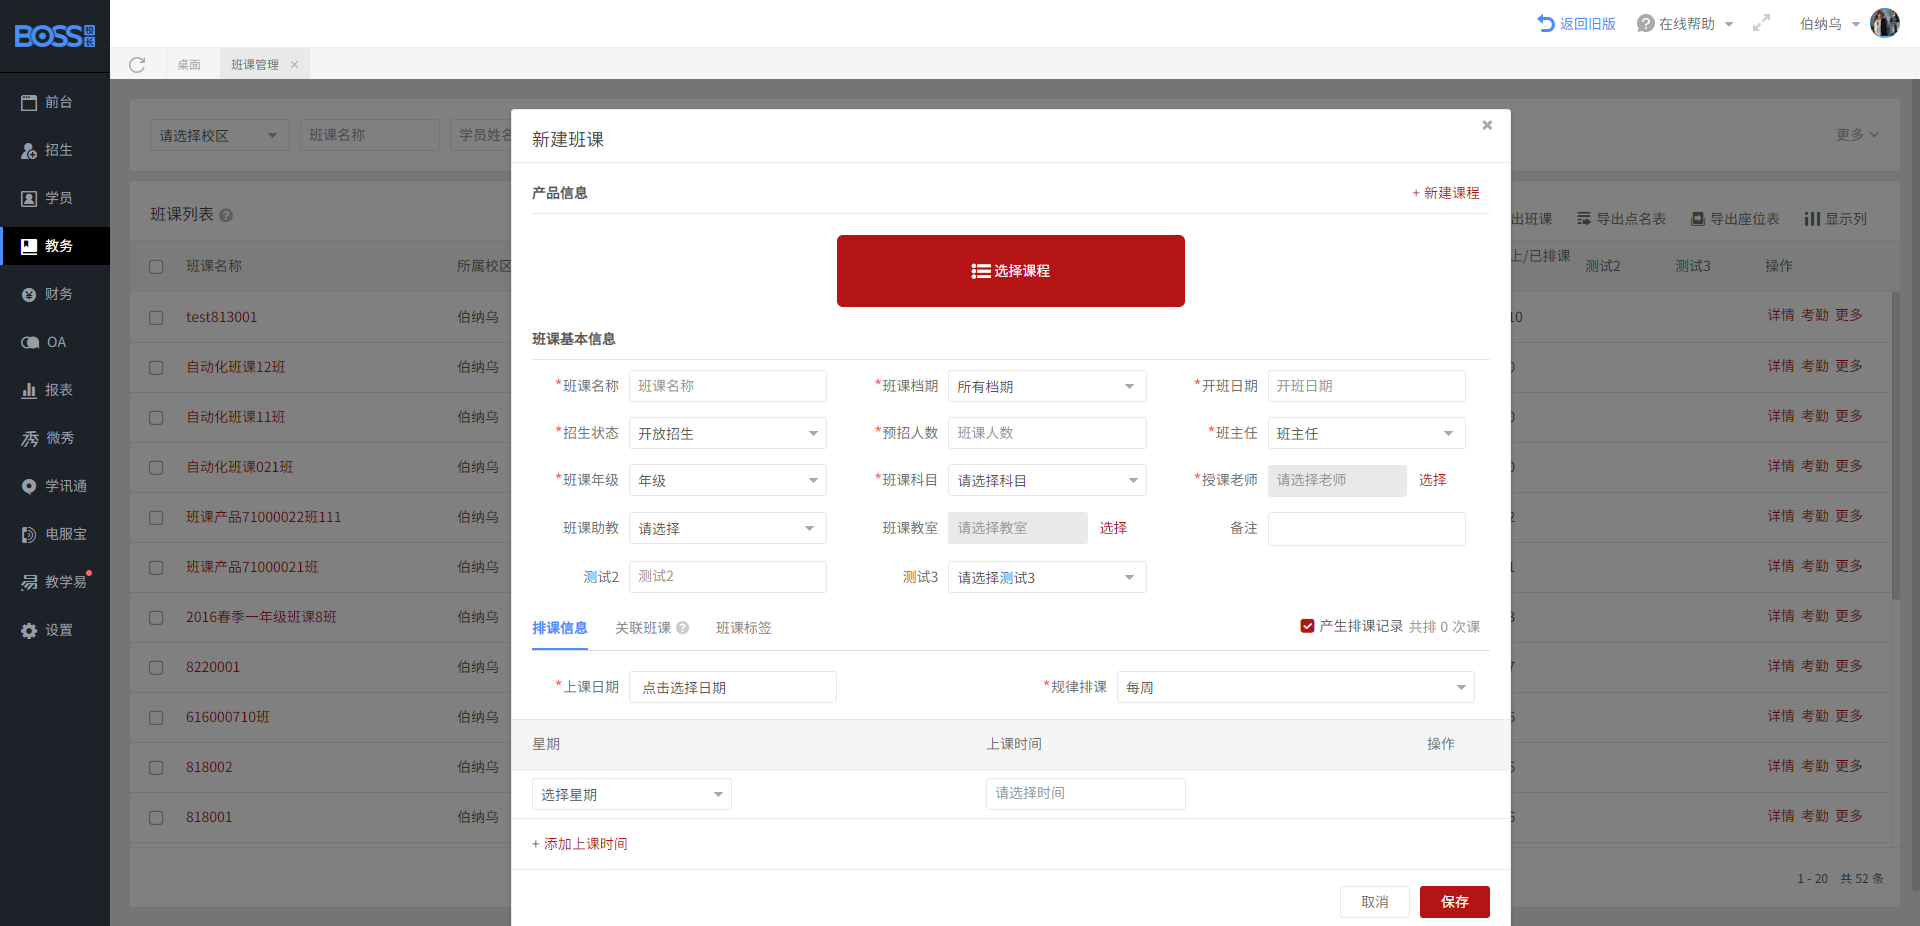 BOSS校长
返回旧版
在线帮助
伯纳乌
桌面
班课管理
前台
招生
学员
教务
财务
OA
报表
微秀
学讯通
电服宝
教学易
设置
请选择校区
班课名称
学员姓名
更多
班课列表
出班课
导出点名表
导出座位表
显示列
班课名称
所属校区
上/已排课
测试2
测试3
操作
test813001 伯纳乌 10 详情 考勤 更多
自动化班课12班 伯纳乌 详情 考勤 更多
自动化班课11班 伯纳乌 详情 考勤 更多
自动化班课021班 伯纳乌 详情 考勤 更多
班课产品71000022班111 伯纳乌 2 详情 考勤 更多
班课产品71000021班 伯纳乌 详情 考勤 更多
2016春季一年级班课8班 伯纳乌 详情 考勤 更多
8220001 伯纳乌 详情 考勤 更多
616000710班 伯纳乌 详情 考勤 更多
818002 伯纳乌 详情 考勤 更多
818001 伯纳乌 详情 考勤 更多
1 - 20 共 52 条
新建班课
产品信息
+ 新建课程
选择课程
班课基本信息
*班课名称 班课名称 *班课档期 所有档期 *开班日期 开班日期
*招生状态 开放招生 *预招人数 班课人数 *班主任 班主任
*班课年级 年级 *班课科目 请选择科目 *授课老师 请选择老师 选择
班课助教 请选择 班课教室 请选择教室 选择 备注
测试2 测试2 测试3 请选择测试3
排课信息 关联班课 班课标签 产生排课记录 共排 0 次课
*上课日期 点击选择日期 *规律排课 每周
星期 上课时间 操作
选择星期 请选择时间
+ 添加上课时间
取消 保存